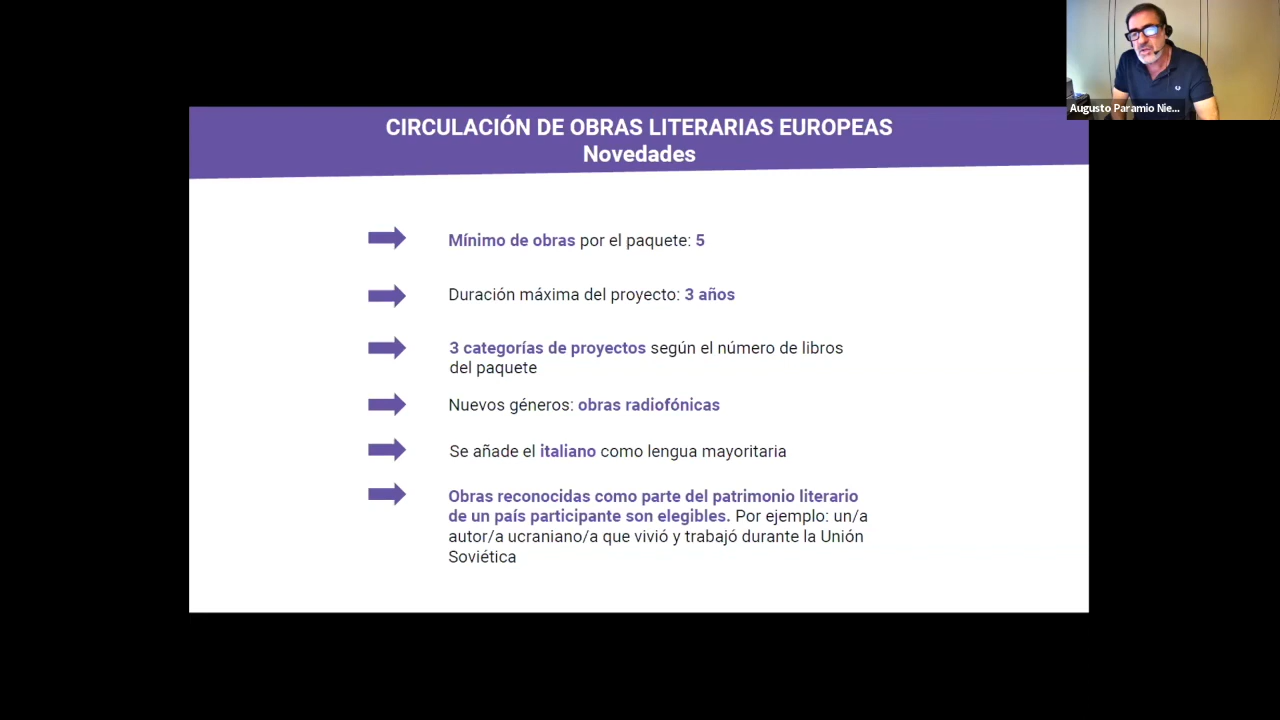 Augusto Paramio Nie...
CIRCULACIÓN DE OBRAS LITERARIAS EUROPEAS
Novedades
Mínimo de obras por el paquete: 5
Duración máxima del proyecto: 3 años
3 categorías de proyectos según el número de libros
del paquete
Nuevos géneros: obras radiofónicas
Se añade el italiano como lengua mayoritaria
Obras reconocidas como parte del patrimonio literario
de un país participante son elegibles. Por ejemplo: un/a
autor/a ucraniano/a que vivió y trabajó durante la Unión
Soviética